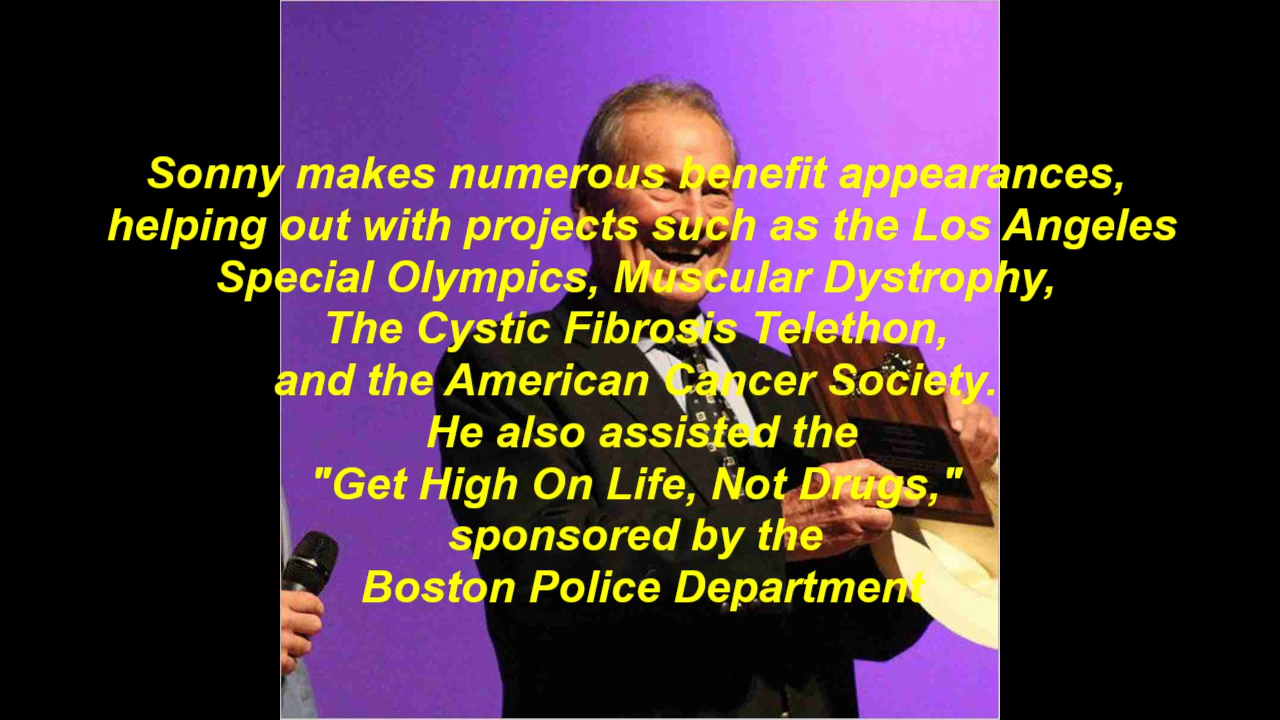 Sonny makes numerous benefit appearances,
helping out with projects such as the Los Angeles
Special Olympics, Muscular Dystrophy,
The Cystic Fibrosis Telethon,
and the American Cancer Society.
He also assisted the
"Get High On Life, Not Drugs,"
sponsored by the
Boston Police Department